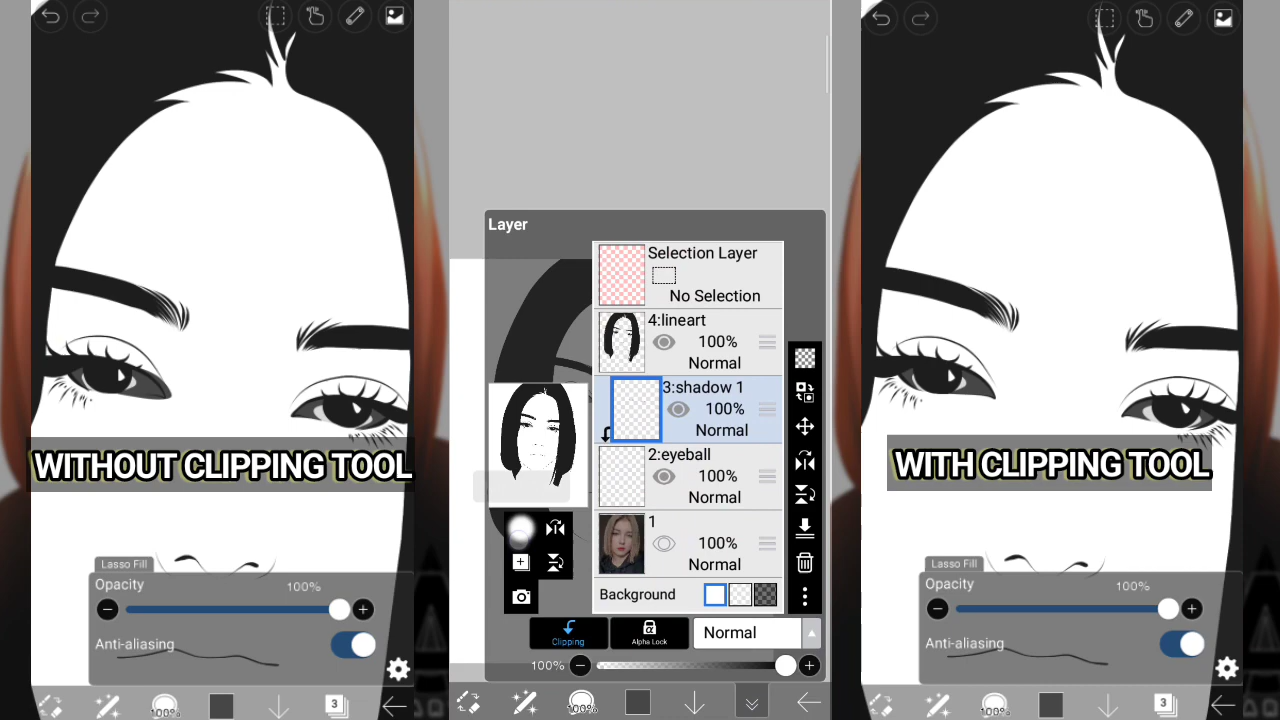 WITHOUT CLIPPING TOOL
Lasso Fill
Opacity
100%
Anti-aliasing
100%
3
Layer
Selection Layer
No Selection
4:lineart
100%
Normal
3:shadow 1
100%
Normal
2:eyeball
100%
Normal
1
100%
Normal
Background
Clipping
Alpha Lock
Normal
100%
100%
WITH CLIPPING TOOL
Lasso Fill
Opacity
100%
Anti-aliasing
100%
3